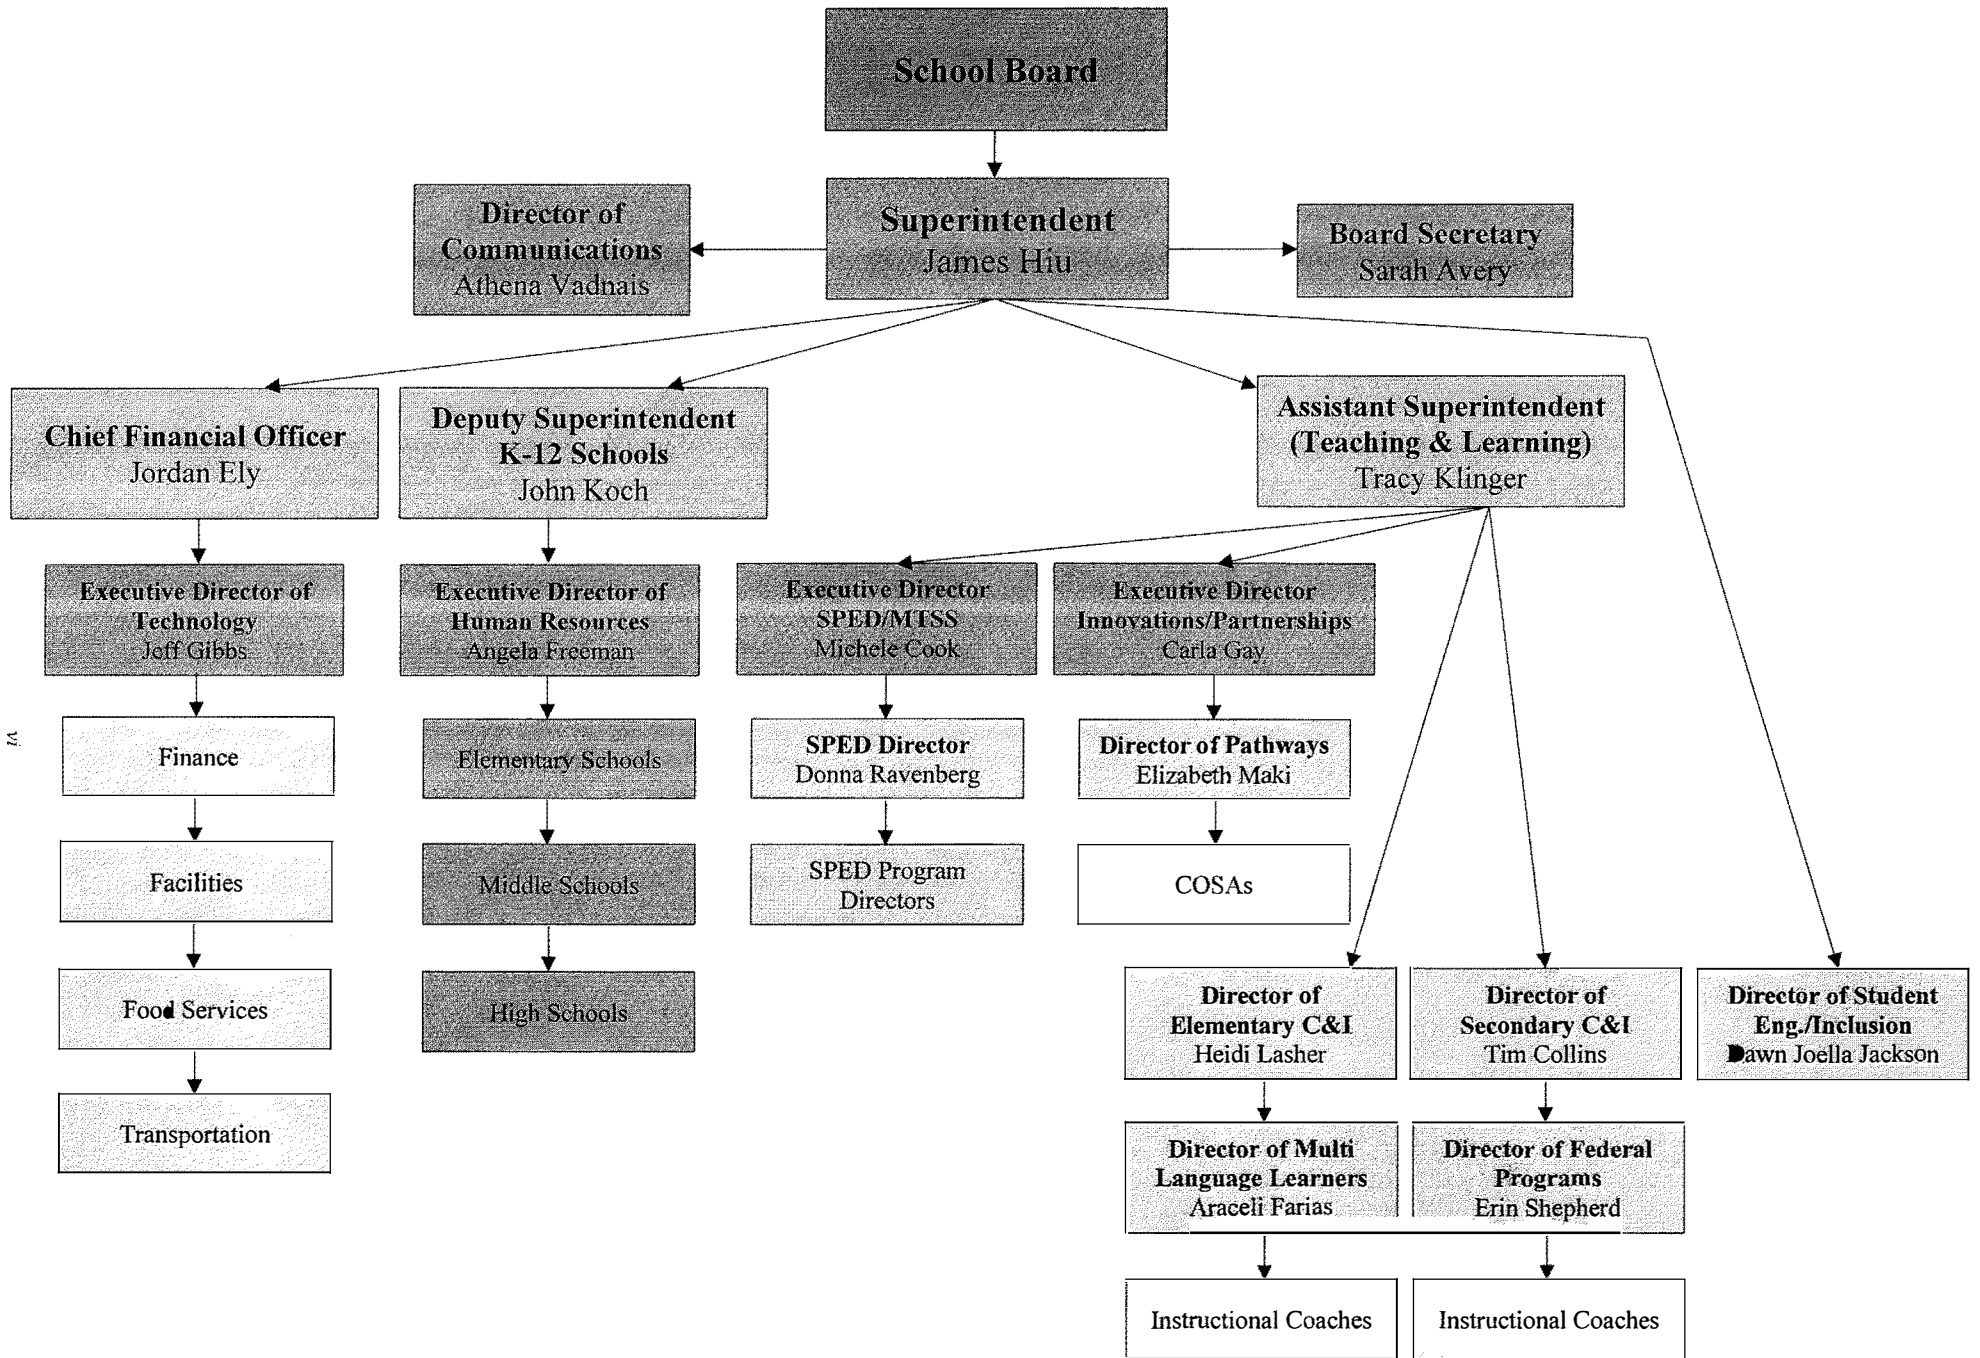 School Board
Superintendent
James Hiu
Director of
Communications
Athena Vadnais
Board Secretary
Sarah Avery
Chief Financial Officer
Jordan Ely
Deputy Superintendent
K-12 Schools
John Koch
Assistant Superintendent
(Teaching & Learning)
Tracy Klinger
Executive Director of
Technology
Jeff Gibbs
Executive Director of
Human Resources
Angela Freeman
Executive Director
SPED/MTSS
Michele Cook
Executive Director
Innovations/Partnerships
Carla Gay
Finance
Elementary Schools
SPED Director
Donna Ravenberg
Director of Pathways
Elizabeth Maki
vi
Facilities
Middle Schools
SPED Program
Directors
COSAs
Food Services
High Schools
Director of
Elementary C&I
Heidi Lasher
Director of
Secondary C&I
Tim Collins
Director of Student
Eng./Inclusion
Dawn Joella Jackson
Transportation
Director of Multi
Language Learners
Araceli Farias
Director of Federal
Programs
Erin Shepherd
Instructional Coaches
Instructional Coaches